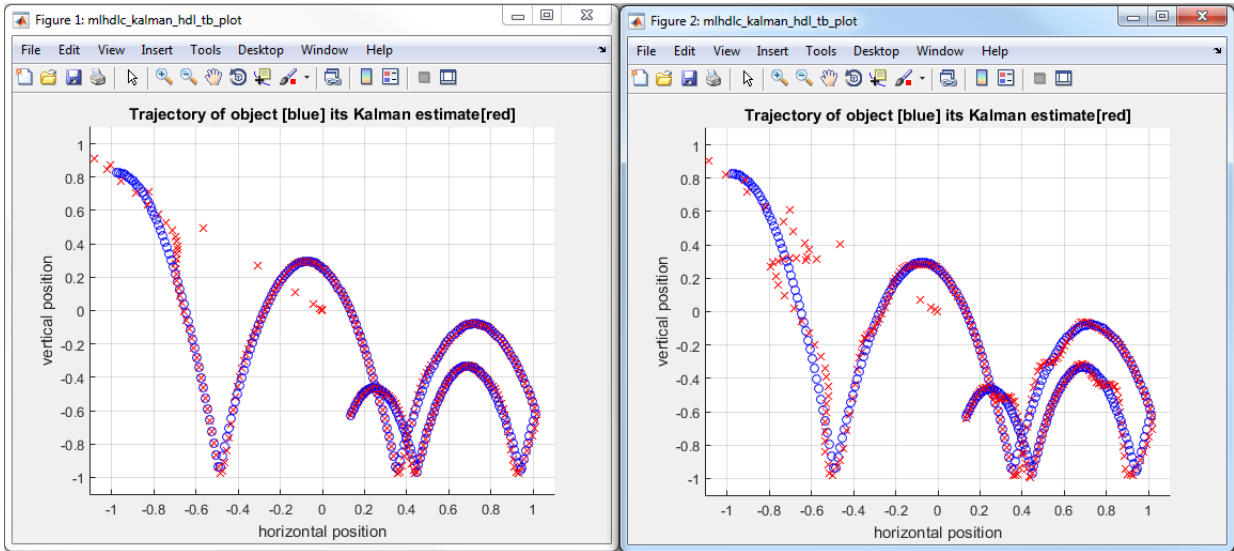 Figure 1: mlhdlc_kalman_hdl_tb_plot
File Edit View Insert Tools Desktop Window Help
Trajectory of object [blue] its Kalman estimate[red]
vertical position
1
0.8
0.6
0.4
0.2
0
-0.2
-0.4
-0.6
-0.8
-1
-1 -0.8 -0.6 -0.4 -0.2 0 0.2 0.4 0.6 0.8 1
horizontal position
Figure 2: mlhdlc_kalman_hdl_tb_plot
File Edit View Insert Tools Desktop Window Help
Trajectory of object [blue] its Kalman estimate[red]
vertical position
1
0.8
0.6
0.4
0.2
0
-0.2
-0.4
-0.6
-0.8
-1
-1 -0.8 -0.6 -0.4 -0.2 0 0.2 0.4 0.6 0.8 1
horizontal position